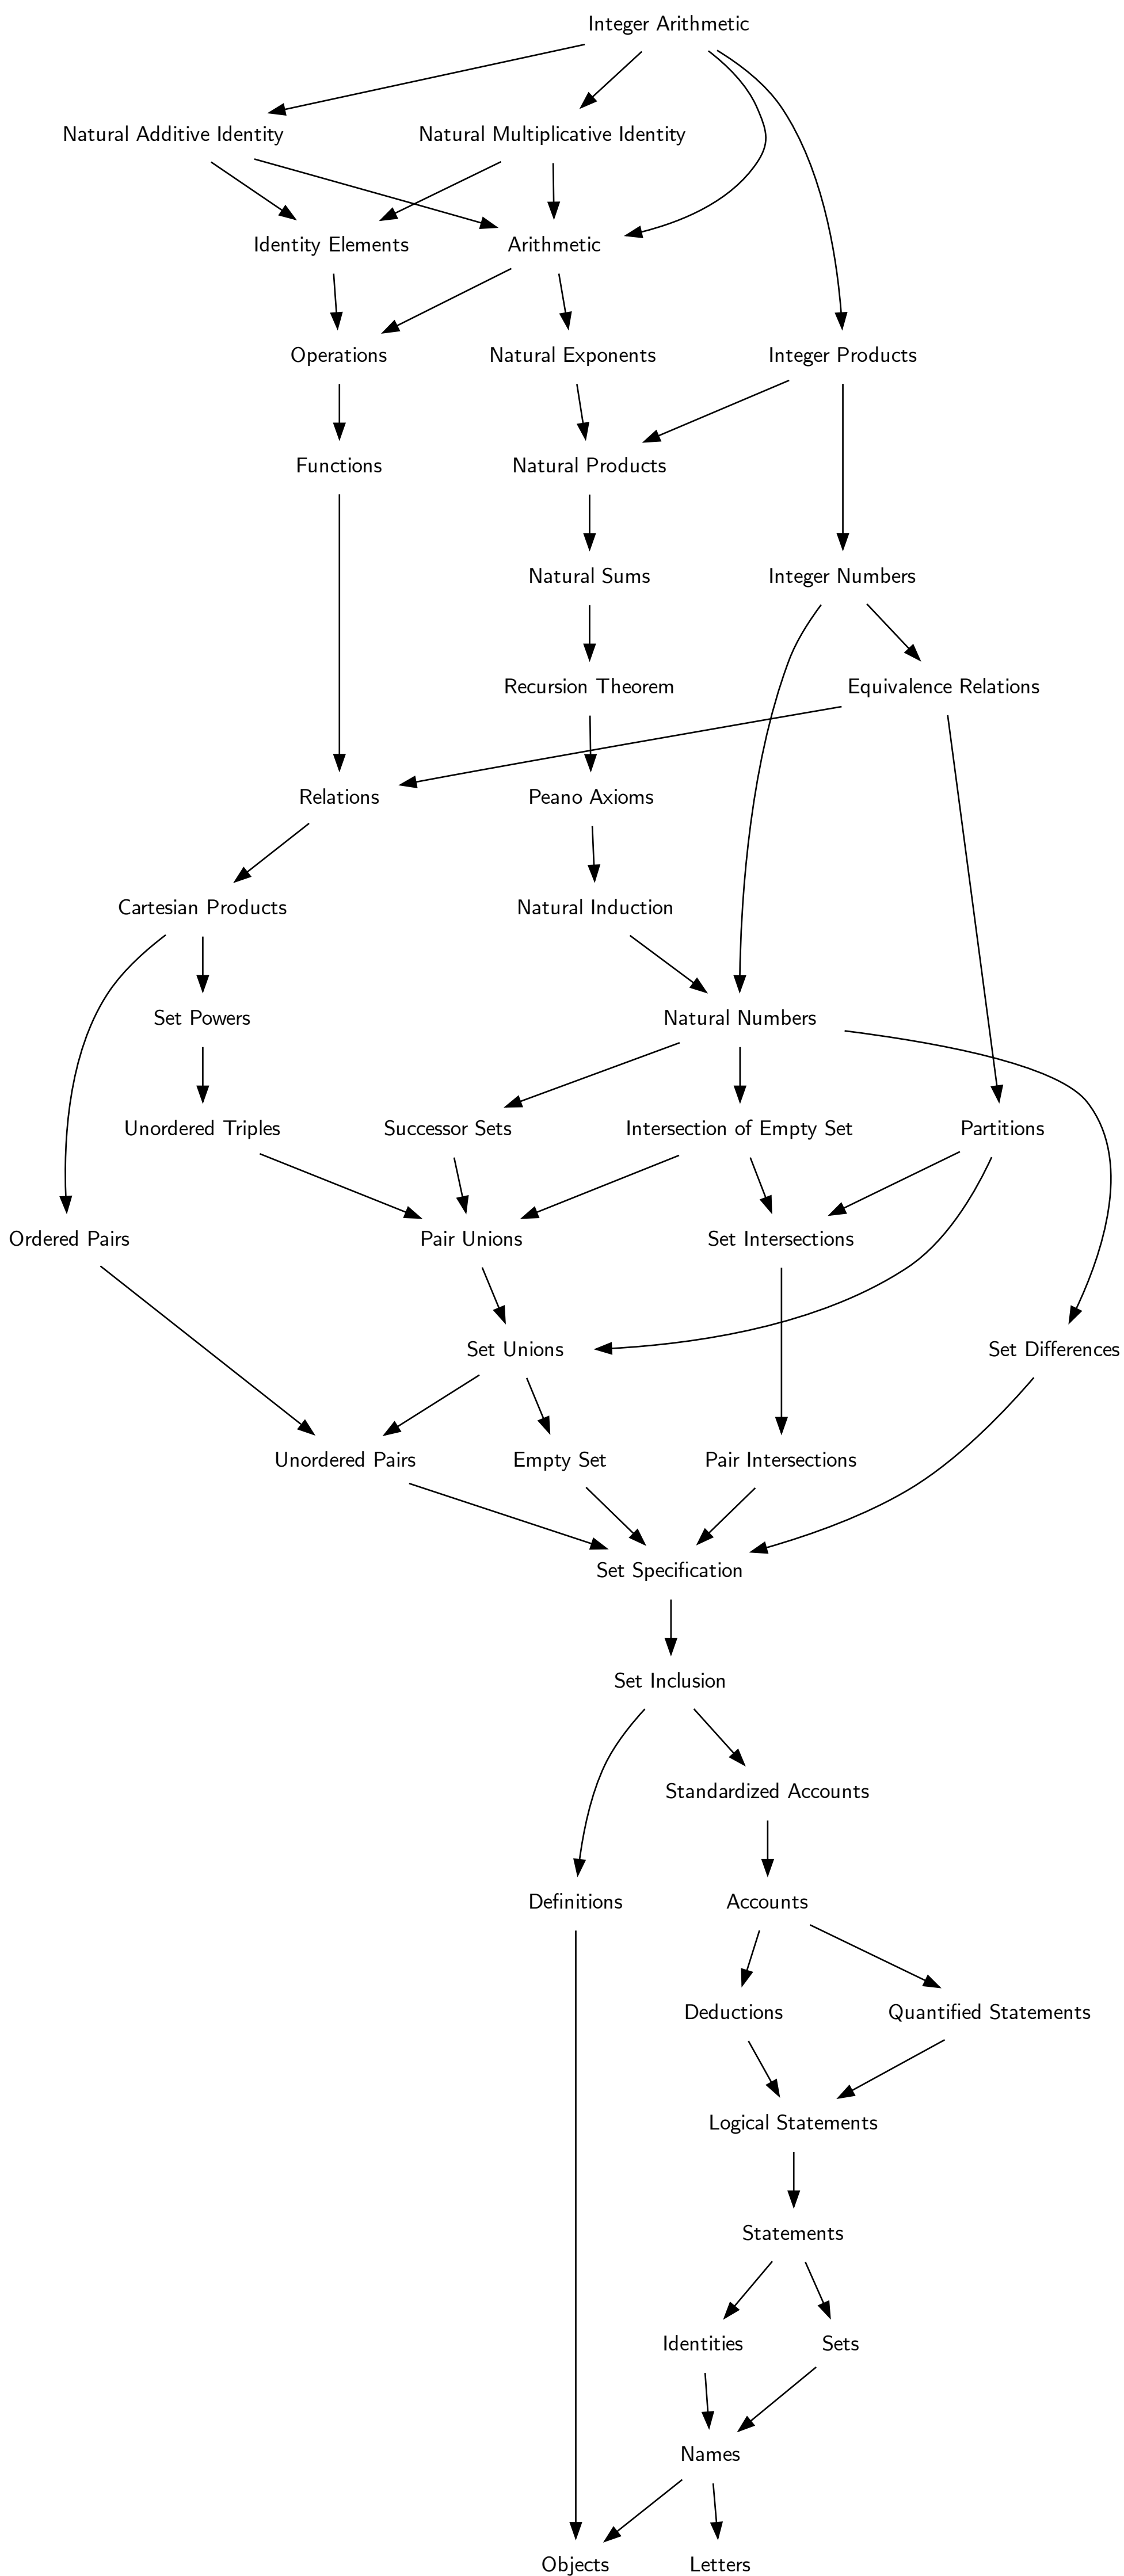 Integer Arithmetic
Natural Additive Identity
Natural Multiplicative Identity
Identity Elements
Arithmetic
Operations
Natural Exponents
Integer Products
Functions
Natural Products
Natural Sums
Integer Numbers
Recursion Theorem
Equivalence Relations
Relations
Peano Axioms
Cartesian Products
Natural Induction
Set Powers
Natural Numbers
Unordered Triples
Successor Sets
Intersection of Empty Set
Partitions
Ordered Pairs
Pair Unions
Set Intersections
Set Unions
Set Differences
Unordered Pairs
Empty Set
Pair Intersections
Set Specification
Set Inclusion
Standardized Accounts
Definitions
Accounts
Deductions
Quantified Statements
Logical Statements
Statements
Identities
Sets
Names
Objects
Letters